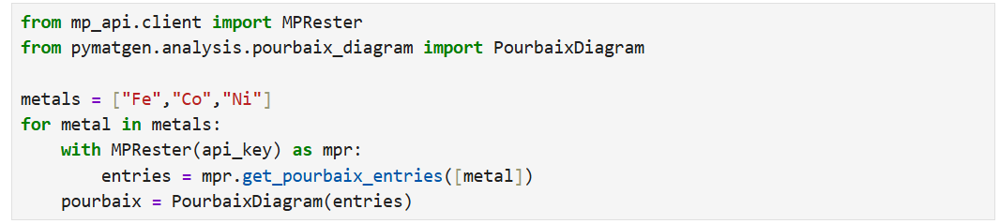 from mp_api.client import MPRester
from pymatgen.analysis.pourbaix_diagram import PourbaixDiagram

metals = ["Fe","Co","Ni"]
for metal in metals:
    with MPRester(api_key) as mpr:
        entries = mpr.get_pourbaix_entries([metal])
    pourbaix = PourbaixDiagram(entries)